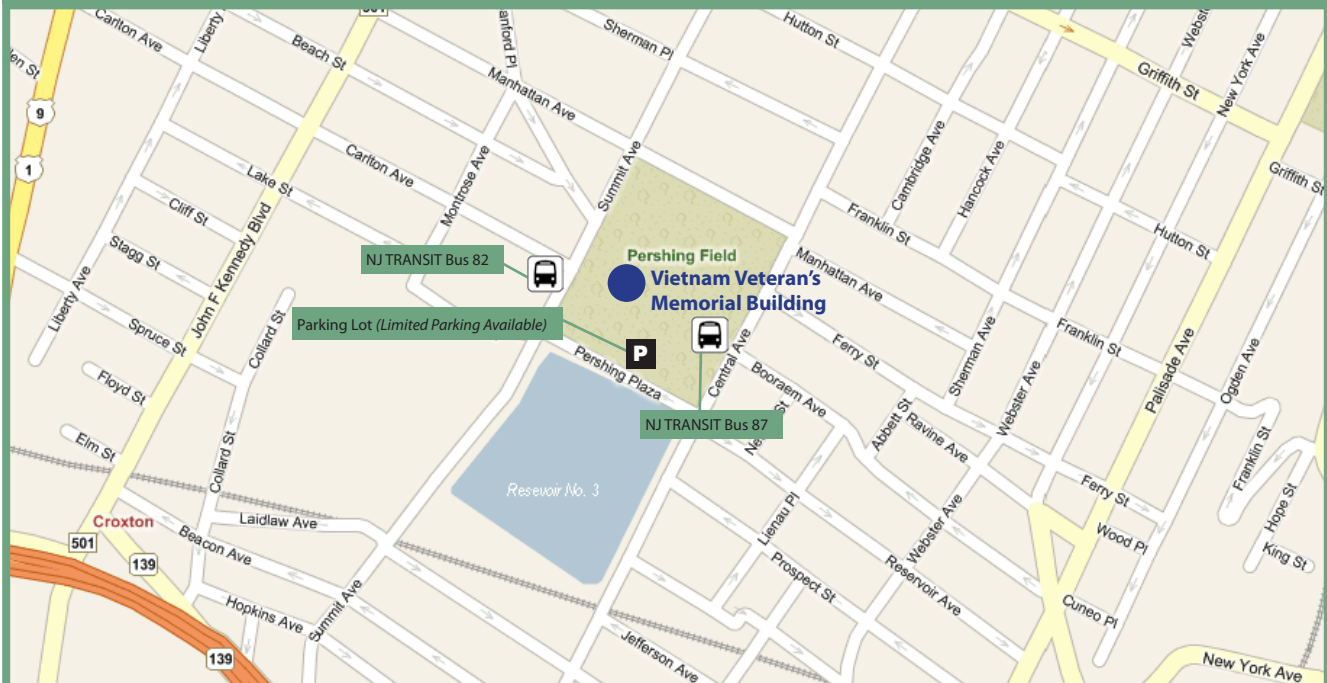 501
Carlton Ave
Liberty
Beach St
anford Pl
Sherman Pl
Hutton St
Webst
New York Ave
Griffith St
9
1
Manhattan Ave
Carlton Ave
Lake St
Cliff St
Stagg St
Montrose Ave
Summit Ave
Cambridge Ave
Hancock Ave
Griffith St
Franklin St
Hutton St
Liberty Ave
Spruce St
John F Kennedy Blvd
Collard St
NJ TRANSIT Bus 82
Pershing Field
Vietnam Veteran's
Memorial Building
Manhattan Ave
Parking Lot (Limited Parking Available)
P
Pershing Plaza
Central Ave
Ferry St
Booraem Ave
Sherman Ave
Franklin St
Webster Ave
Palisade Ave
Ogden Ave
Floyd St
Elm St
Collard St
NJ TRANSIT Bus 87
Abbett St
Ravine Ave
Franklin St
Resevoir No. 3
Ferry St
Hope St
Croxton
501
139
Laidlaw Ave
Beacon Ave
Lienau Pl
Webster Ave
Wood Pl
King St
Prospect St
Reservoir Ave
Cuneo Pl
Hopkins Ave
Summit Ave
139
Jefferson Ave
New York Ave